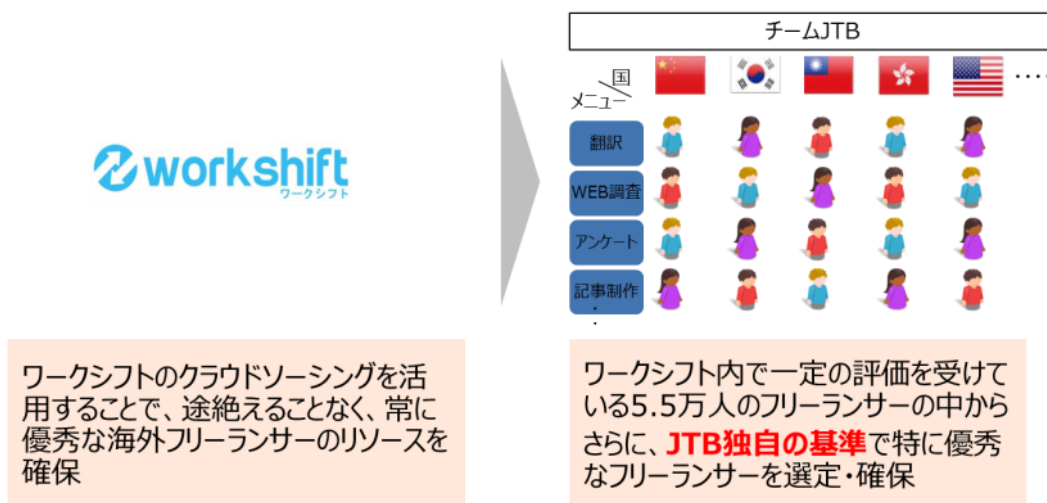 チームJTB
国
メニュー
‥‥
翻訳
WEB調査
アンケート
記事制作
workshift
ワークシフト
ワークシフトのクラウドソーシングを活
用することで、途絶えることなく、常に
優秀な海外フリーランサーのリソースを
確保
ワークシフト内で一定の評価を受けて
いる5.5万人のフリーランサーの中から
さらに、JTB独自の基準で特に優秀
なフリーランサーを選定・確保